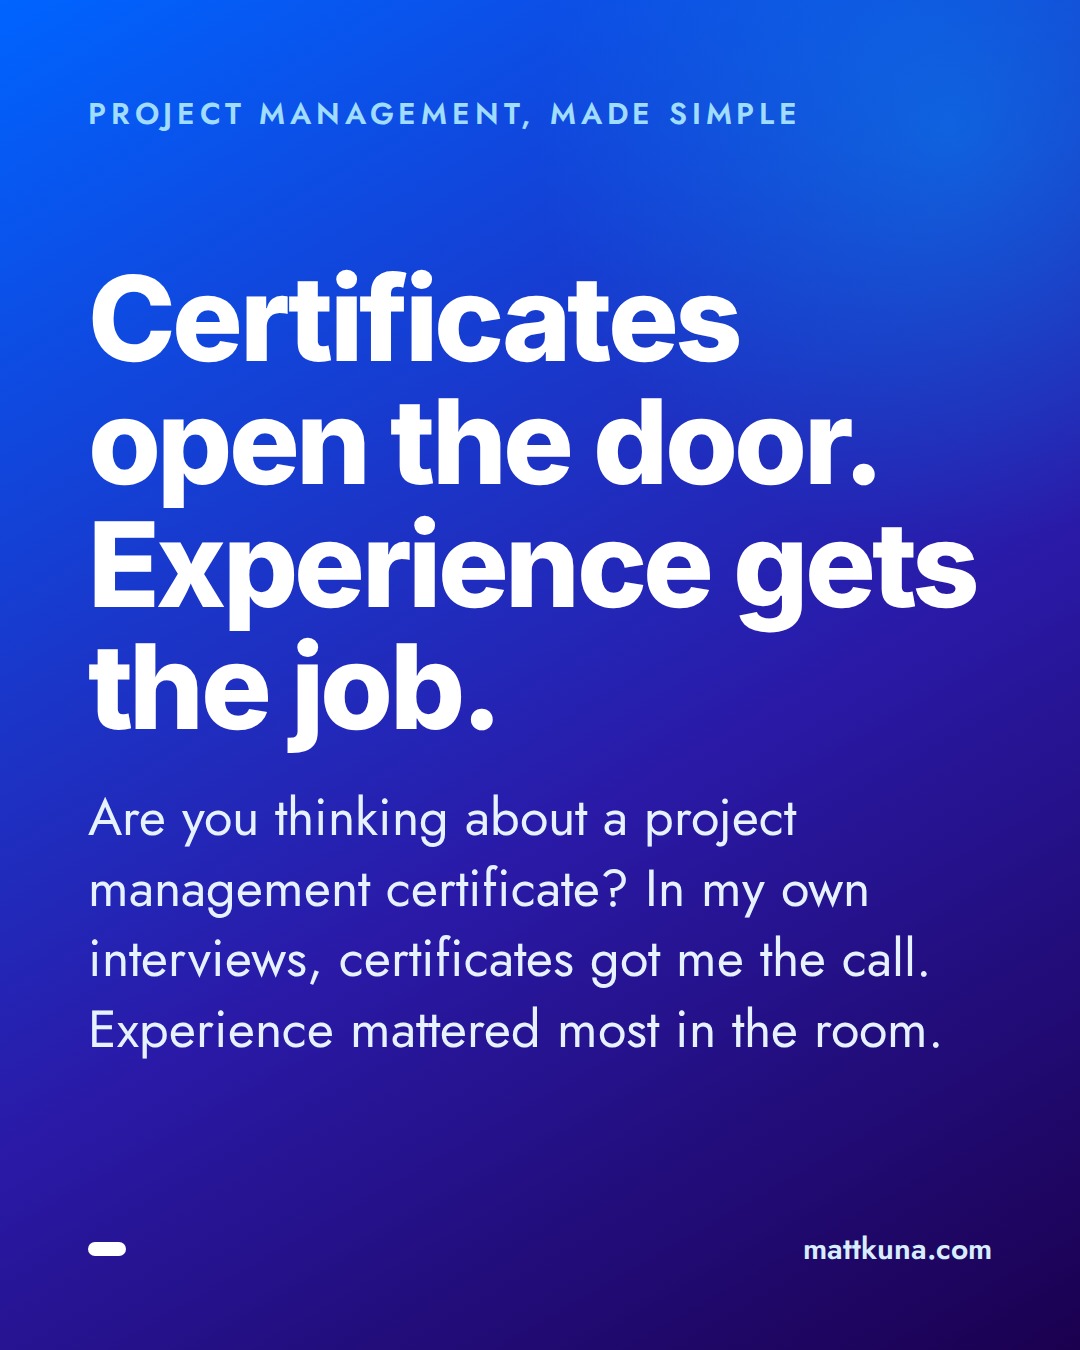 PROJECT MANAGEMENT, MADE SIMPLE
Certificates
open the door.
Experience gets
the job.
Are you thinking about a project
management certificate? In my own
interviews, certificates got me the call.
Experience mattered most in the room.
mattkuna.com